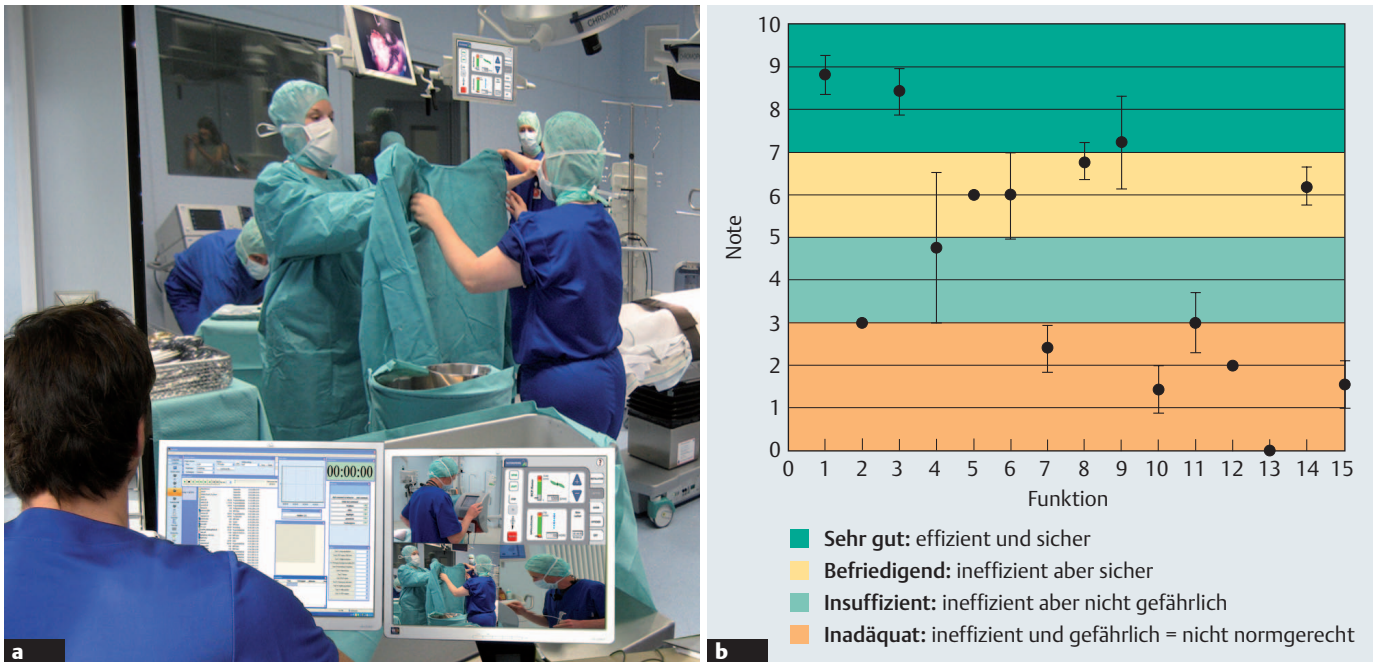 CHROMOPH
00:00:00
a
10
9
8
7
6
5
4
3
2
1
0
Note
0 1 2 3 4 5 6 7 8 9 10 11 12 13 14 15
Funktion
Sehr gut: effizient und sicher
Befriedigend: ineffizient aber sicher
Insuffizient: ineffizient aber nicht gefährlich
Inadäquat: ineffizient und gefährlich = nicht normgerecht
b